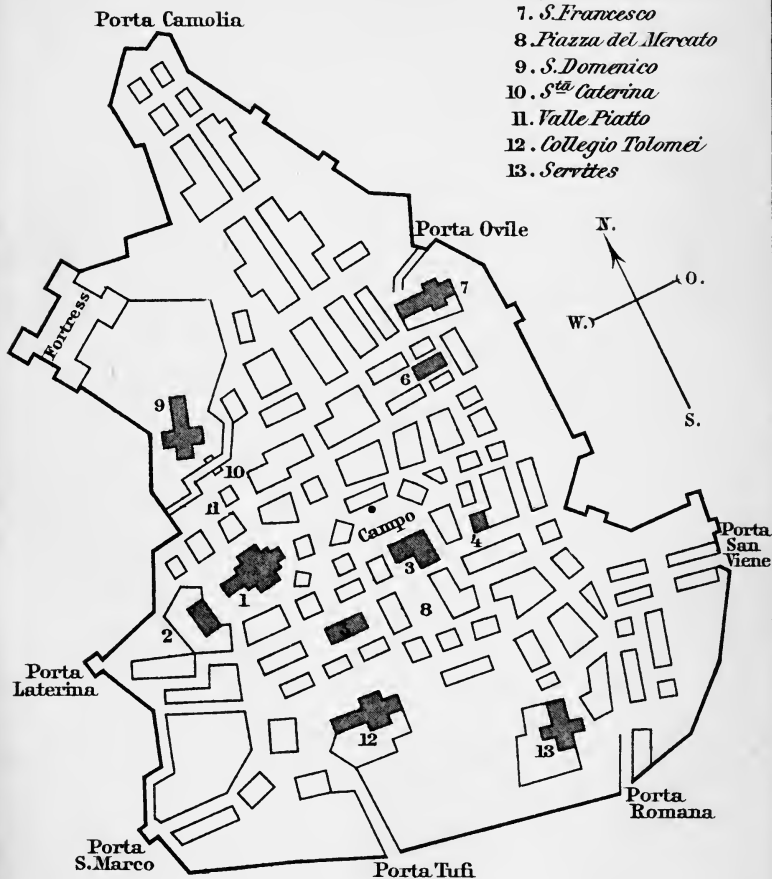 Porta Camolia
7. S. Francesco
8. Piazza del Mercato
9. S. Domenico
10. Sta Caterina
11. Valle Piatto
12. Collegio Tolomei
13. Servites
Porta Ovile
N.
O.
W.
S.
Fortress
7
6
9
10
11
Campo
4
3
Porta
San
Viene
1
2
8
5
Porta
Laterina
12
13
Porta
Romana
Porta
S. Marco
Porta Tufi